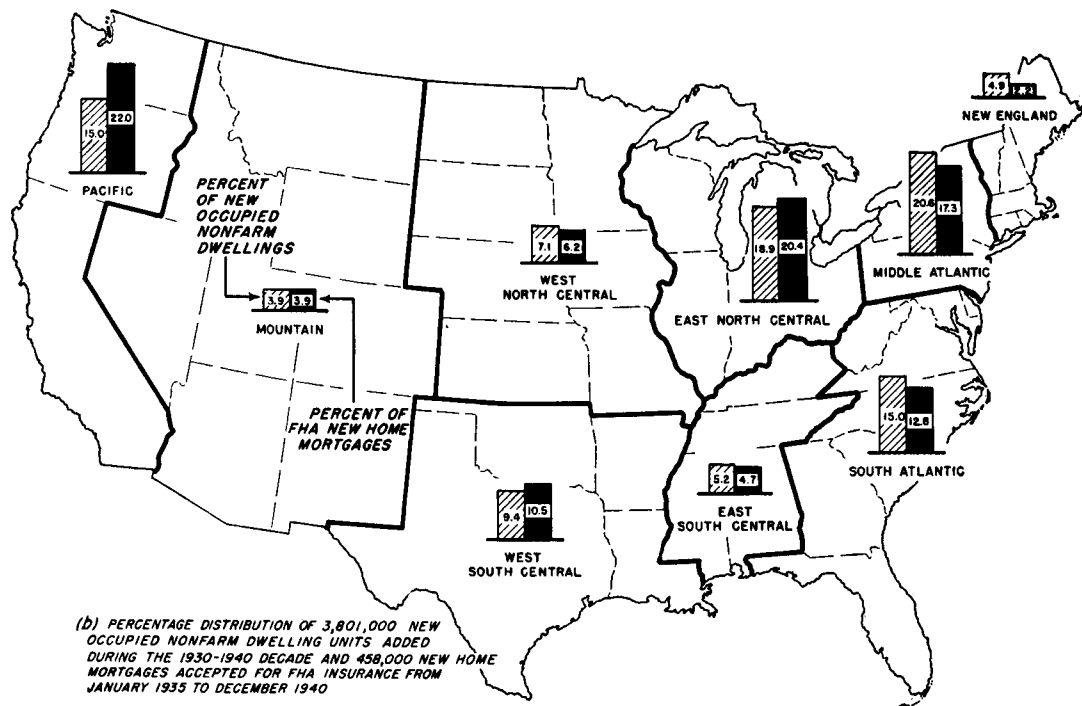 4.9 2.2
NEW ENGLAND
15.0 22.0
PACIFIC
20.6 17.3
MIDDLE ATLANTIC
PERCENT
OF NEW
OCCUPIED
NONFARM
DWELLINGS
7.1 6.2
WEST
NORTH CENTRAL
18.9 20.4
EAST NORTH CENTRAL
3.9 3.9
MOUNTAIN
PERCENT OF
FHA NEW HOME
MORTGAGES
15.0 12.8
SOUTH ATLANTIC
9.4 10.5
WEST
SOUTH CENTRAL
5.2 4.7
EAST
SOUTH CENTRAL
(b) PERCENTAGE DISTRIBUTION OF 3,801,000 NEW
OCCUPIED NONFARM DWELLING UNITS ADDED
DURING THE 1930-1940 DECADE AND 458,000 NEW HOME
MORTGAGES ACCEPTED FOR FHA INSURANCE FROM
JANUARY 1935 TO DECEMBER 1940